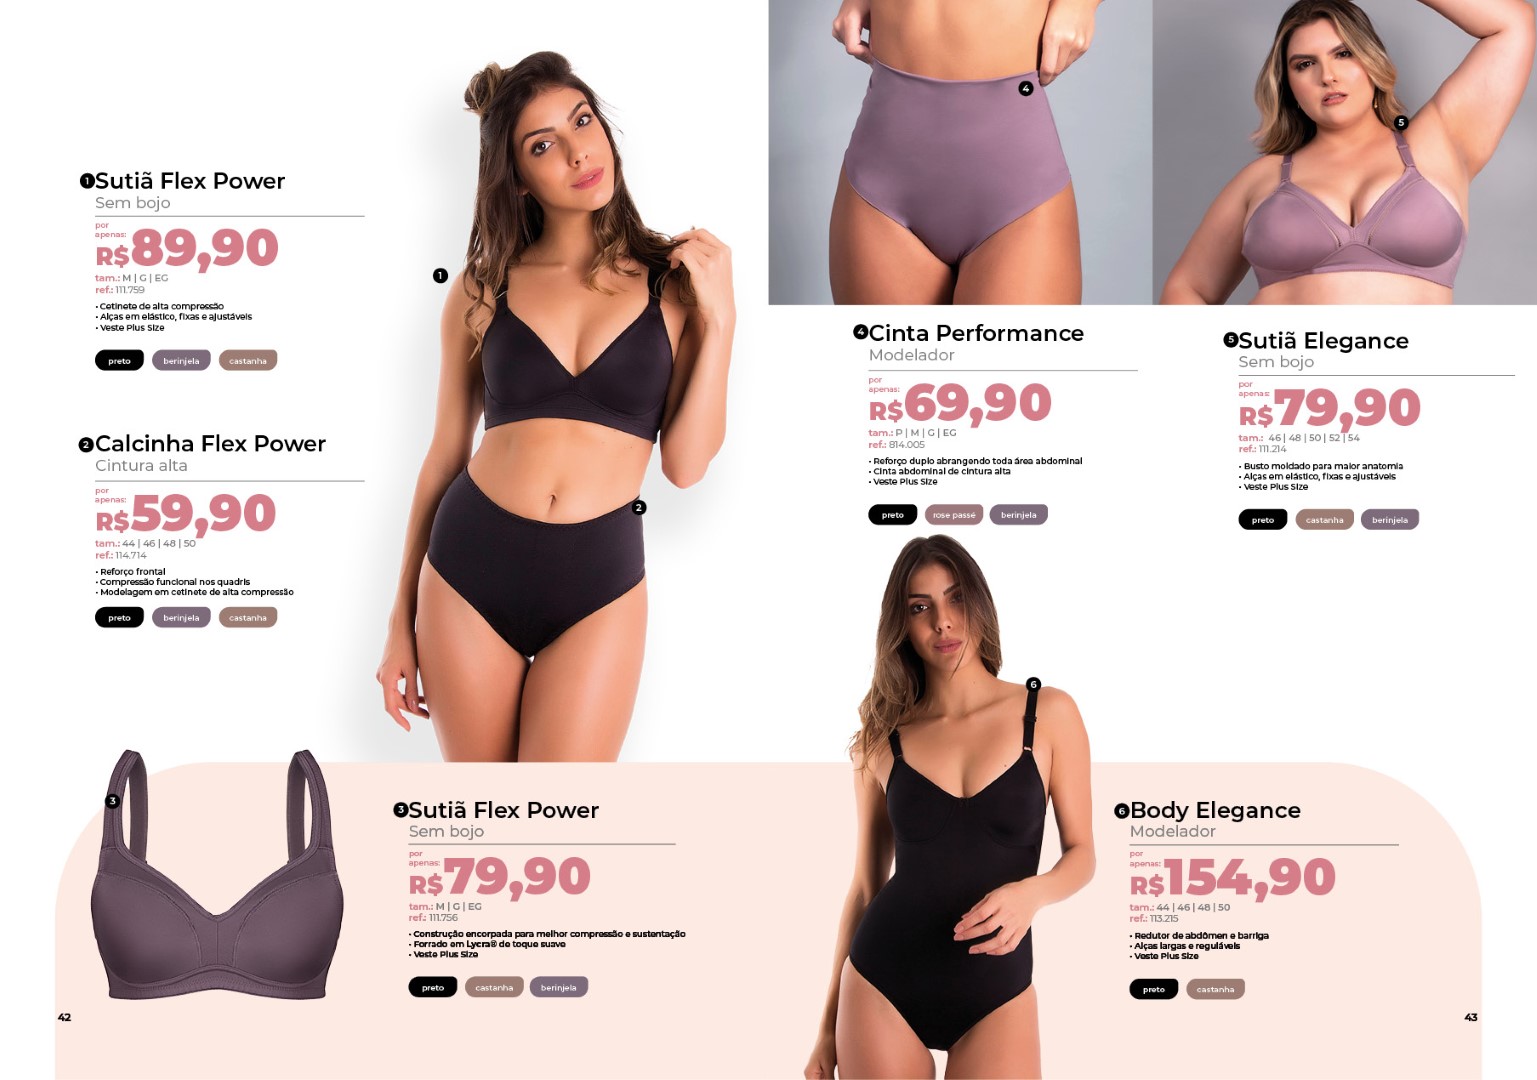 1 Sutiã Flex Power
Sem bojo
por
apenas:
R$89,90
tam.: M | G | EG
ref.: 111.759
• Cetinete de alta compressão
• Alças em elástico, fixas e ajustáveis
• Veste Plus Size
preto berinjela castanha
2 Calcinha Flex Power
Cintura alta
por
apenas:
R$59,90
tam.: 44 | 46 | 48 | 50
ref.: 114.714
• Reforço frontal
• Compressão funcional nos quadris
• Modelagem em cetinete de alta compressão
preto berinjela castanha
1
2
3
3 Sutiã Flex Power
Sem bojo
por
apenas:
R$79,90
tam.: M | G | EG
ref.: 111.756
• Construção encorpada para melhor compressão e sustentação
• Forrado em Lycra® de toque suave
• Veste Plus Size
preto castanha berinjela
42
4
5
4 Cinta Performance
Modelador
por
apenas:
R$69,90
tam.: P | M | G | EG
ref.: 814.005
• Reforço duplo abrangendo toda área abdominal
• Cinta abdominal de cintura alta
• Veste Plus Size
preto rose passé berinjela
5 Sutiã Elegance
Sem bojo
por
apenas:
R$79,90
tam.: 46 | 48 | 50 | 52 | 54
ref.: 111.214
• Busto moldado para maior anatomia
• Alças em elástico, fixas e ajustáveis
• Veste Plus Size
preto castanha berinjela
6
6 Body Elegance
Modelador
por
apenas:
R$154,90
tam.: 44 | 46 | 48 | 50
ref.: 113.215
• Redutor de abdômen e barriga
• Alças largas e reguláveis
• Veste Plus Size
preto castanha
43